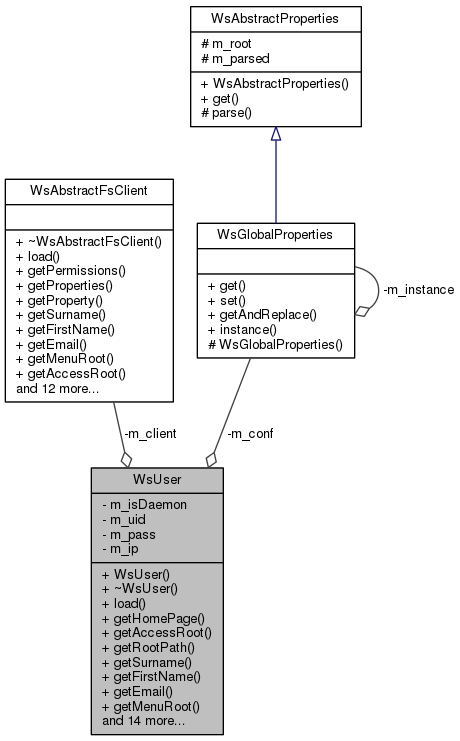 WsAbstractProperties
# m_root
# m_parsed
+ WsAbstractProperties()
+ get()
# parse()
WsAbstractFsClient
+ ~WsAbstractFsClient()
+ load()
+ getPermissions()
+ getProperties()
+ getProperty()
+ getSurname()
+ getFirstName()
+ getEmail()
+ getMenuRoot()
+ getAccessRoot()
and 12 more...
WsGlobalProperties
+ get()
+ set()
+ getAndReplace()
+ instance()
# WsGlobalProperties()
-m_instance
-m_client
-m_conf
WsUser
- m_isDaemon
- m_uid
- m_pass
- m_ip
+ WsUser()
+ ~WsUser()
+ load()
+ getHomePage()
+ getAccessRoot()
+ getRootPath()
+ getSurname()
+ getFirstName()
+ getEmail()
+ getMenuRoot()
and 14 more...